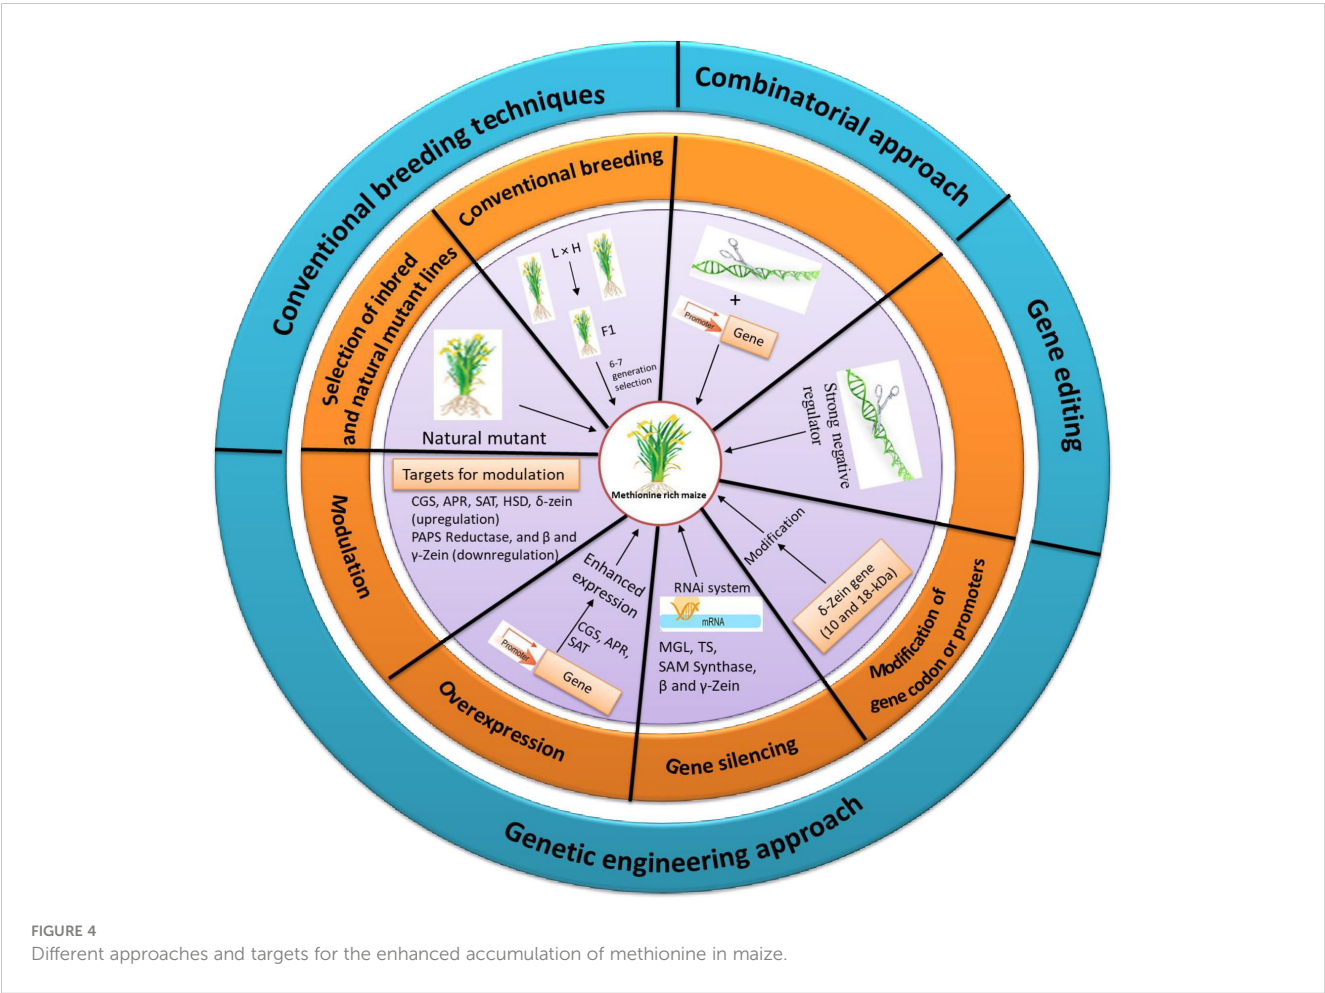 Conventional breeding techniques
Combinatorial approach
Gene editing
Genetic engineering approach
Conventional breeding
Selection of inbred
and natural mutant lines
Modulation
Overexpression
Gene silencing
Modification of
gene codon or promoters
L × H
F1
6-7
generation
selection
+
Promoter
Gene
Strong negative
regulator
Natural mutant
Methionine rich maize
Targets for modulation
CGS, APR, SAT, HSD, δ-zein
(upregulation)
PAPS Reductase, and β and
γ-Zein (downregulation)
Enhanced
expression
CGS, APR,
SAT
Promoter
Gene
RNAi system
mRNA
MGL, TS,
SAM Synthase,
β and γ-Zein
Modification
δ-Zein gene
(10 and 18-kDa)
FIGURE 4
Different approaches and targets for the enhanced accumulation of methionine in maize.